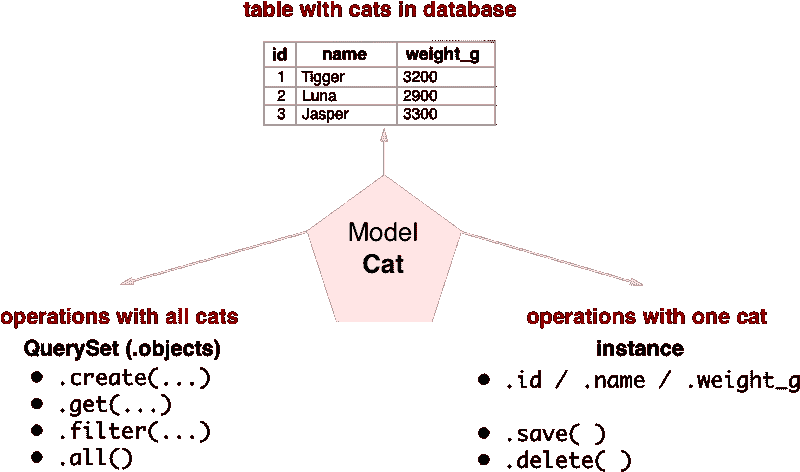 table with cats in database
id name weight_g
1 Tigger 3200
2 Luna 2900
3 Jasper 3300
Model
Cat
operations with all cats
QuerySet (.objects)
● .create(...)
● .get(...)
● .filter(...)
● .all()
operations with one cat
instance
● .id / .name / .weight_g
● .save( )
● .delete( )